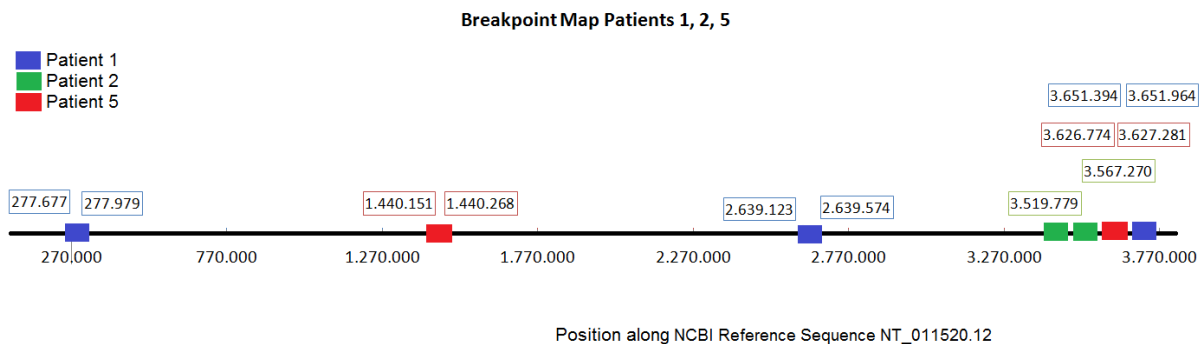 Breakpoint Map Patients 1, 2, 5
Patient 1
Patient 2
Patient 5
3.651.394 3.651.964
3.626.774 3.627.281
3.567.270
277.677 277.979 1.440.151 1.440.268 2.639.123 2.639.574 3.519.779
270.000 770.000 1.270.000 1.770.000 2.270.000 2.770.000 3.270.000 3.770.000
Position along NCBI Reference Sequence NT_011520.12